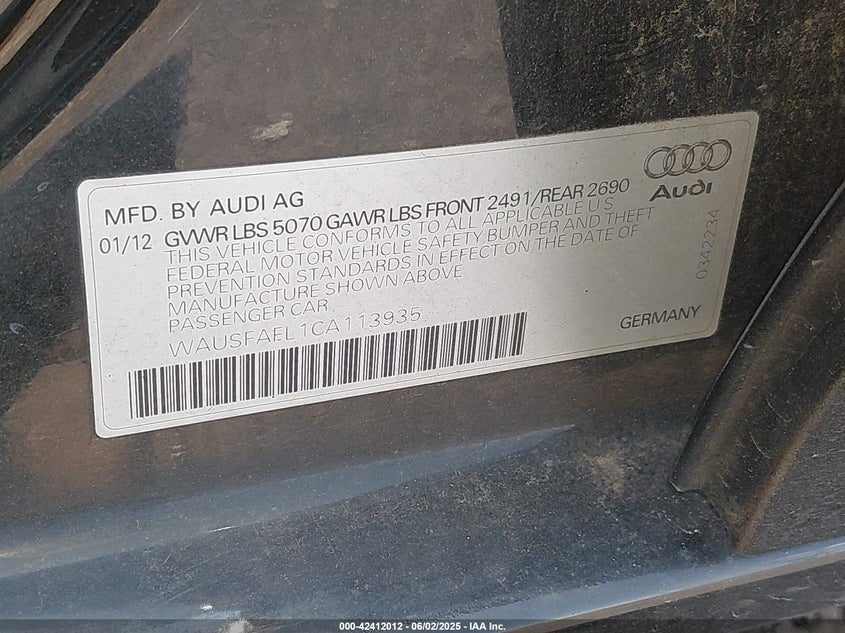 MFD. BY AUDI AG
01/12 GVWR LBS 5070 GAWR LBS FRONT 2491/REAR 2690
THIS VEHICLE CONFORMS TO ALL APPLICABLE U S
FEDERAL MOTOR VEHICLE SAFETY BUMPER AND THEFT
PREVENTION STANDARDS IN EFFECT ON THE DATE OF
MANUFACTURE SHOWN ABOVE
PASSENGER CAR
WAUSFAFL1CA113935
Audi
0342234
GERMANY
000-42412012 - 06/02/2025 - IAA Inc.